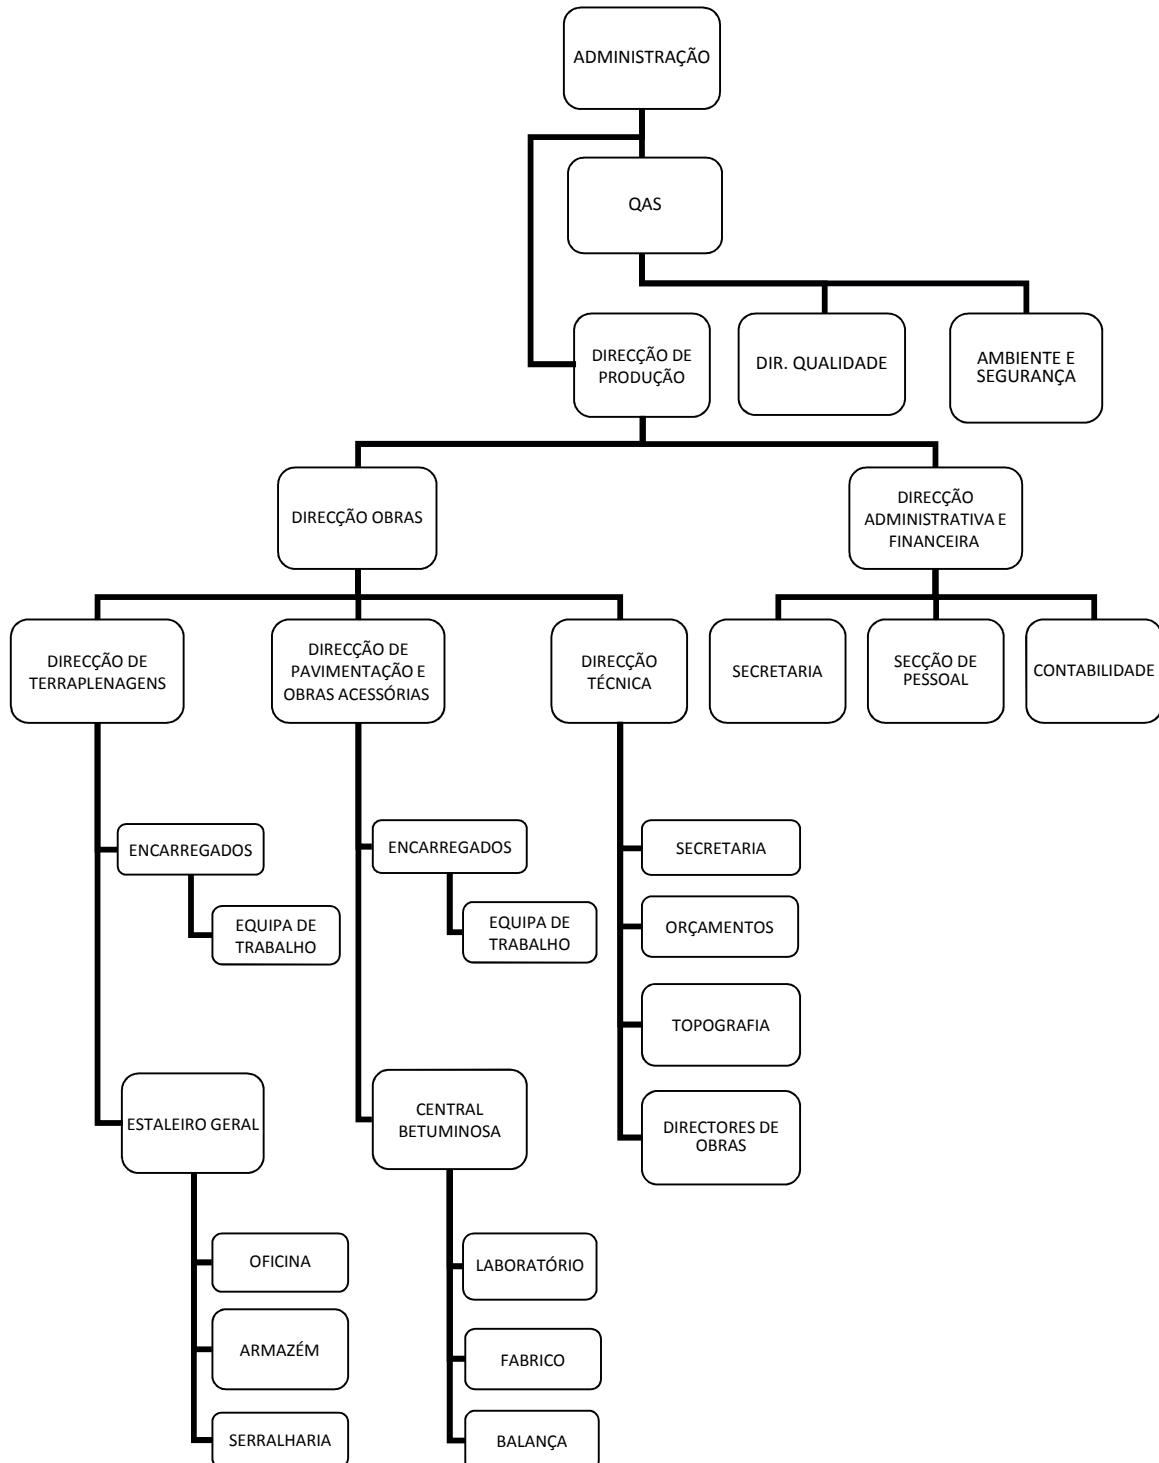 ADMINISTRAÇÃO
QAS
DIRECÇÃO DE
PRODUÇÃO
DIR. QUALIDADE
AMBIENTE E
SEGURANÇA
DIRECÇÃO OBRAS
DIRECÇÃO
ADMINISTRATIVA E
FINANCEIRA
DIRECÇÃO DE
TERRAPLENAGENS
DIRECÇÃO DE
PAVIMENTAÇÃO E
OBRAS ACESSÓRIAS
DIRECÇÃO
TÉCNICA
SECRETARIA
SECÇÃO DE
PESSOAL
CONTABILIDADE
ENCARREGADOS
ENCARREGADOS
SECRETARIA
EQUIPA DE
TRABALHO
EQUIPA DE
TRABALHO
ORÇAMENTOS
TOPOGRAFIA
ESTALEIRO GERAL
CENTRAL
BETUMINOSA
DIRECTORES DE
OBRAS
OFICINA
LABORATÓRIO
ARMAZÉM
FABRICO
SERRALHARIA
BALANÇA